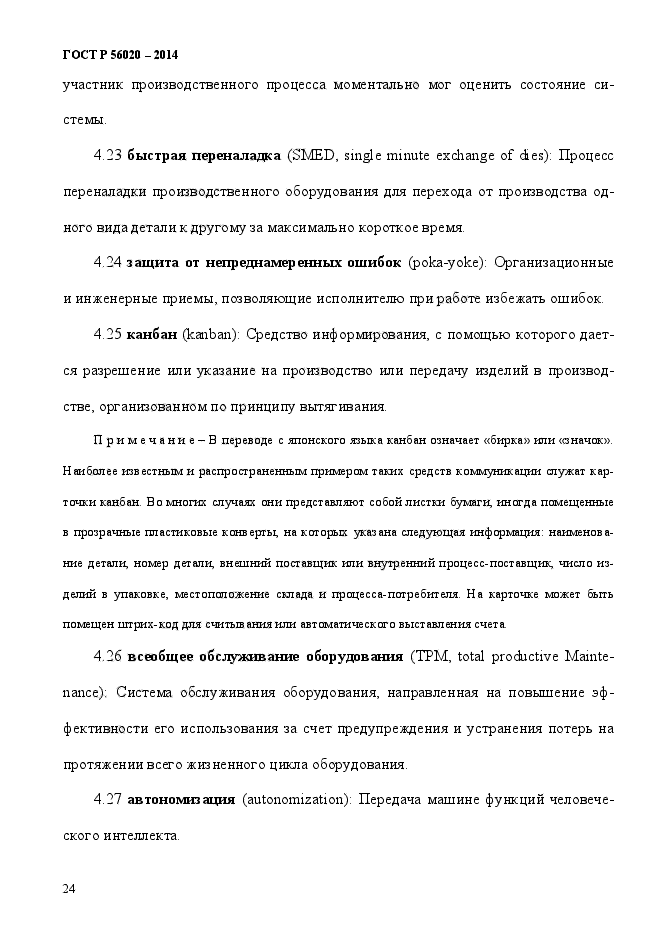 ГОСТ Р 56020 – 2014
участник производственного процесса моментально мог оценить состояние си-
стемы.
4.23 быстрая переналадка (SMED, single minute exchange of dies): Процесс
переналадки производственного оборудования для перехода от производства од-
ного вида детали к другому за максимально короткое время.
4.24 защита от непреднамеренных ошибок (poka-yoke): Организационные
и инженерные приемы, позволяющие исполнителю при работе избежать ошибок.
4.25 канбан (kanban): Средство информирования, с помощью которого дает-
ся разрешение или указание на производство или передачу изделий в производ-
стве, организованном по принципу вытягивания.
П р и м е ч а н и е – В переводе с японского языка канбан означает «бирка» или «значок».
Наиболее известным и распространенным примером таких средств коммуникации служат кар-
точки канбан. Во многих случаях они представляют собой листки бумаги, иногда помещенные
в прозрачные пластиковые конверты, на которых указана следующая информация: наименова-
ние детали, номер детали, внешний поставщик или внутренний процесс-поставщик, число из-
делий в упаковке, местоположение склада и процесса-потребителя. На карточке может быть
помещен штрих-код для считывания или автоматического выставления счета.
4.26 всеобщее обслуживание оборудования (TPM, total productive Mainte-
nance): Система обслуживания оборудования, направленная на повышение эф-
фективности его использования за счет предупреждения и устранения потерь на
протяжении всего жизненного цикла оборудования.
4.27 автономизация (autonomization): Передача машине функций человече-
ского интеллекта.
24